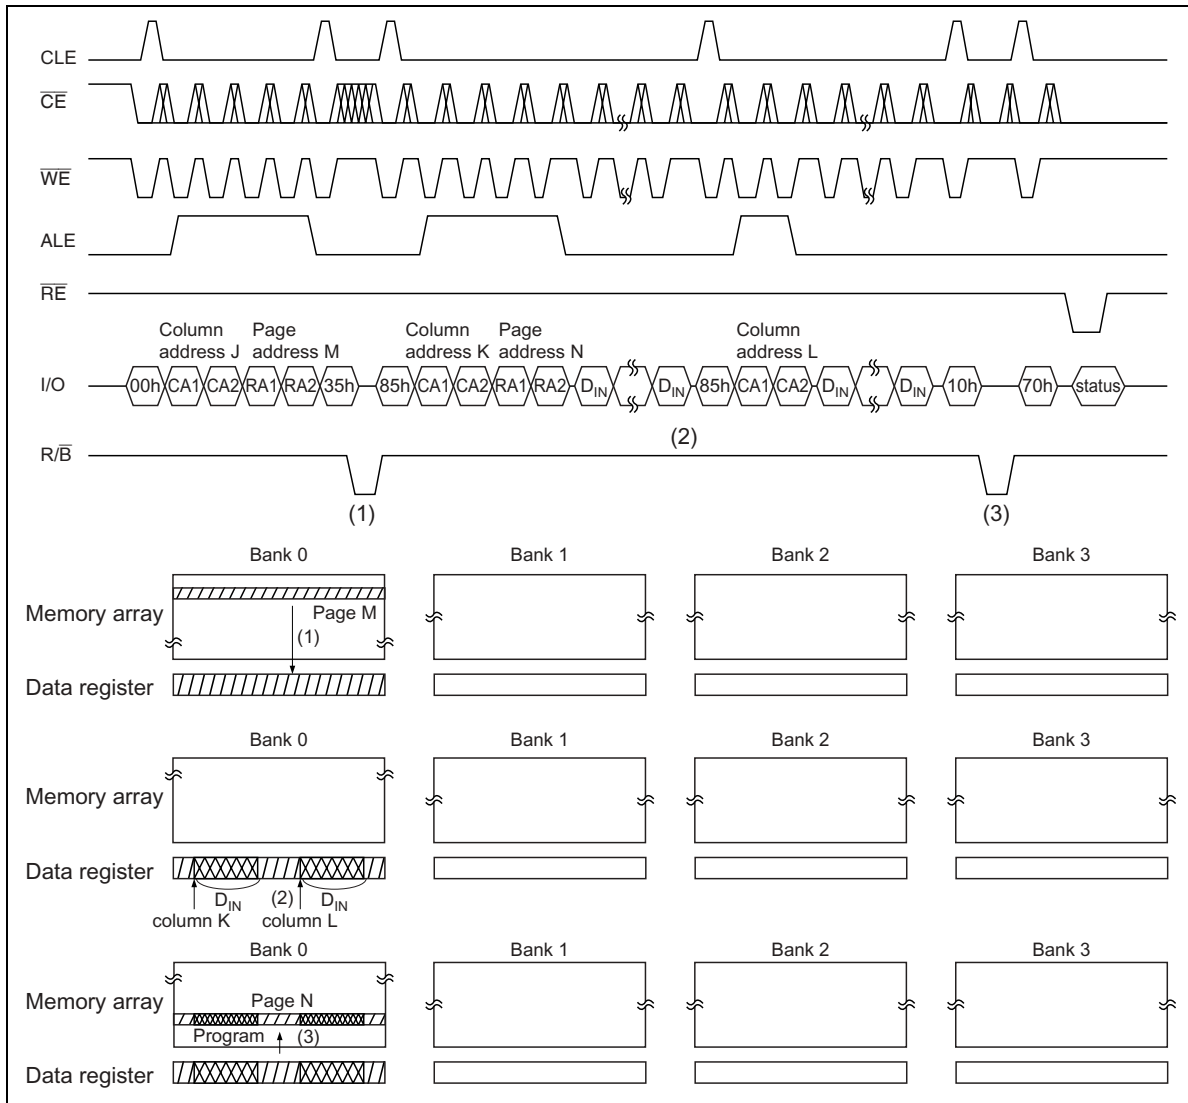 CLE
CE
WE
ALE
RE
Column address J Page address M Column address K Page address N Column address L
I/O 00h CA1 CA2 RA1 RA2 35h 85h CA1 CA2 RA1 RA2 DIN DIN 85h CA1 CA2 DIN DIN 10h 70h status
(2)
R/B
(1) (3)
Bank 0 Bank 1 Bank 2 Bank 3
Memory array Page M
(1)
Data register
Bank 0 Bank 1 Bank 2 Bank 3
Memory array
Data register
DIN (2) DIN
column K column L
Bank 0 Bank 1 Bank 2 Bank 3
Memory array Page N
Program (3)
Data register